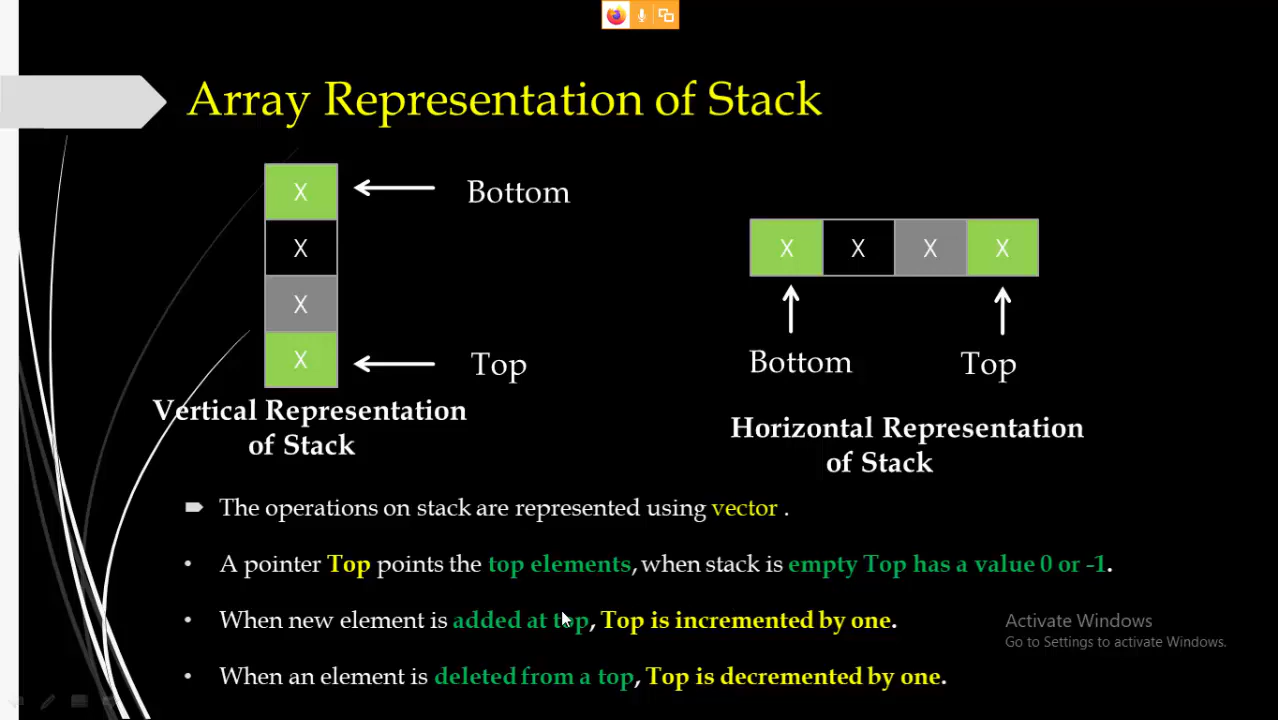 Array Representation of Stack
X
Bottom
X
X
X
Top
Vertical Representation
of Stack
X X X X
Bottom
Top
Horizontal Representation
of Stack
The operations on stack are represented using vector .
• A pointer Top points the top elements, when stack is empty Top has a value 0 or -1.
• When new element is added at top, Top is incremented by one.
• When an element is deleted from a top, Top is decremented by one.
Activate Windows
Go to Settings to activate Windows.